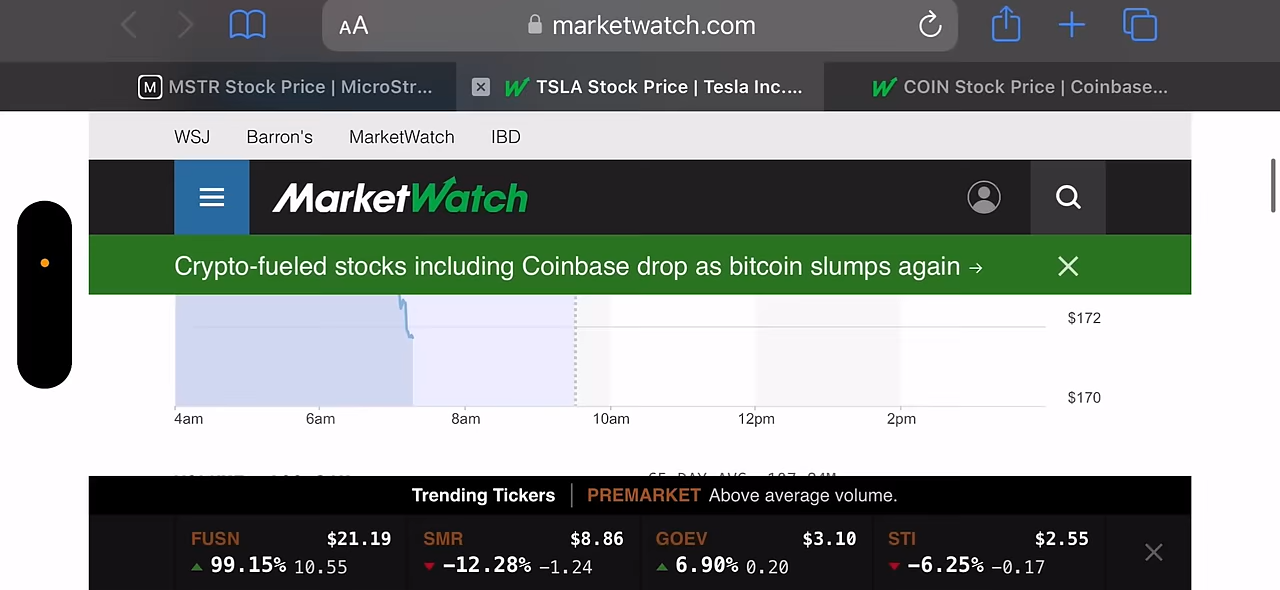 AA marketwatch.com
MSTR Stock Price | MicroStr... TSLA Stock Price | Tesla Inc.... COIN Stock Price | Coinbase...
WSJ Barron's MarketWatch IBD
MarketWatch
Crypto-fueled stocks including Coinbase drop as bitcoin slumps again →
$172
$170
4am 6am 8am 10am 12pm 2pm
Trending Tickers | PREMARKET Above average volume.
FUSN $21.19 SMR $8.86 GOEV $3.10 STI $2.55
99.15% 10.55 -12.28% -1.24 6.90% 0.20 -6.25% -0.17